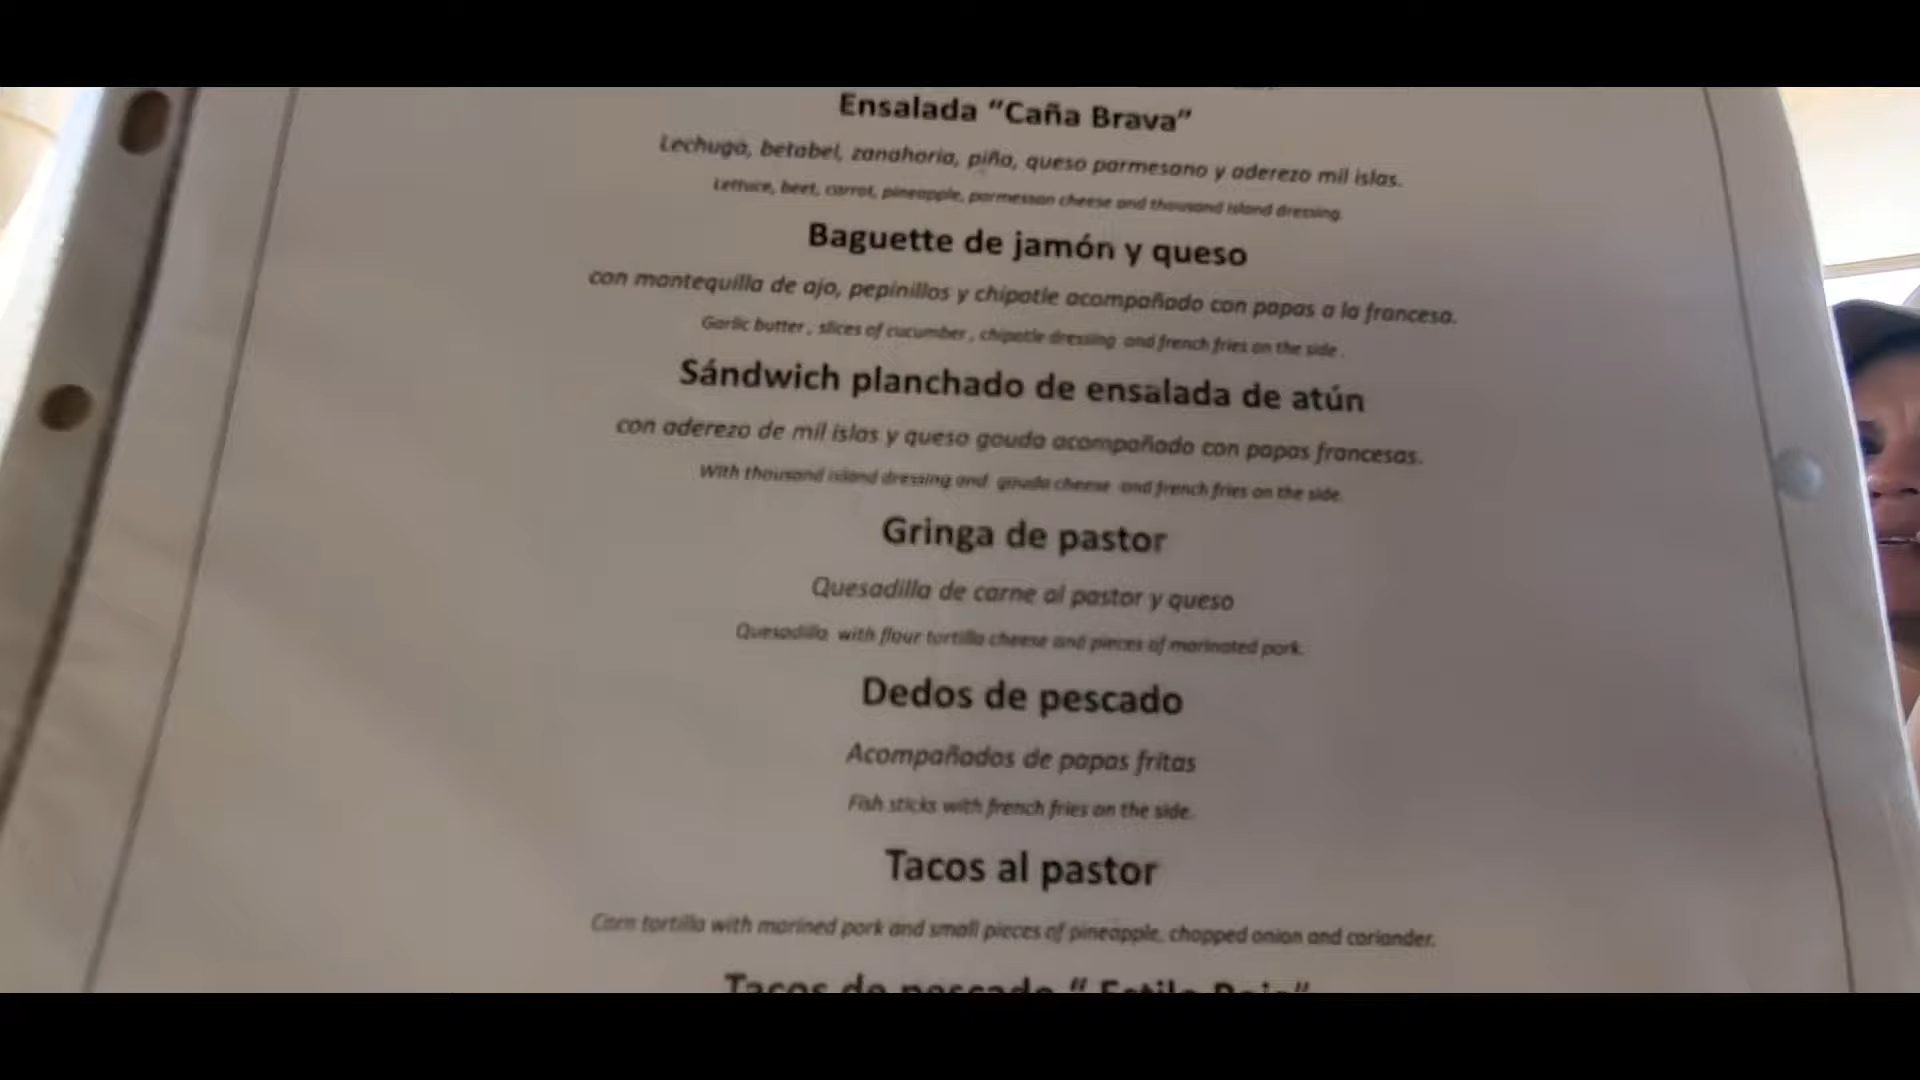 Ensalada “Caña Brava”
Lechuga, betabel, zanahoria, piña, queso parmesano y aderezo mil islas.
Lettuce, beet, carrot, pineapple, parmessan cheese and thousand island dressing.
Baguette de jamón y queso
con mantequilla de ajo, pepinillos y chipotle acompañado con papas a la francesa.
Garlic butter , slices of cucumber , chipotle dressing and french fries on the side .
Sándwich planchado de ensalada de atún
con aderezo de mil islas y queso gouda acompañado con papas francesas.
With thousand island dressing and gouda cheese and french fries on the side.
Gringa de pastor
Quesadilla de carne al pastor y queso
Quesadilla with flour tortilla cheese and pieces of marinated pork.
Dedos de pescado
Acompañados de papas fritas
Fish sticks with french fries on the side.
Tacos al pastor
Corn tortilla with marined pork and small pieces of pineapple, chopped onion and coriander.
Tacos de pescado “ Estilo Baja”